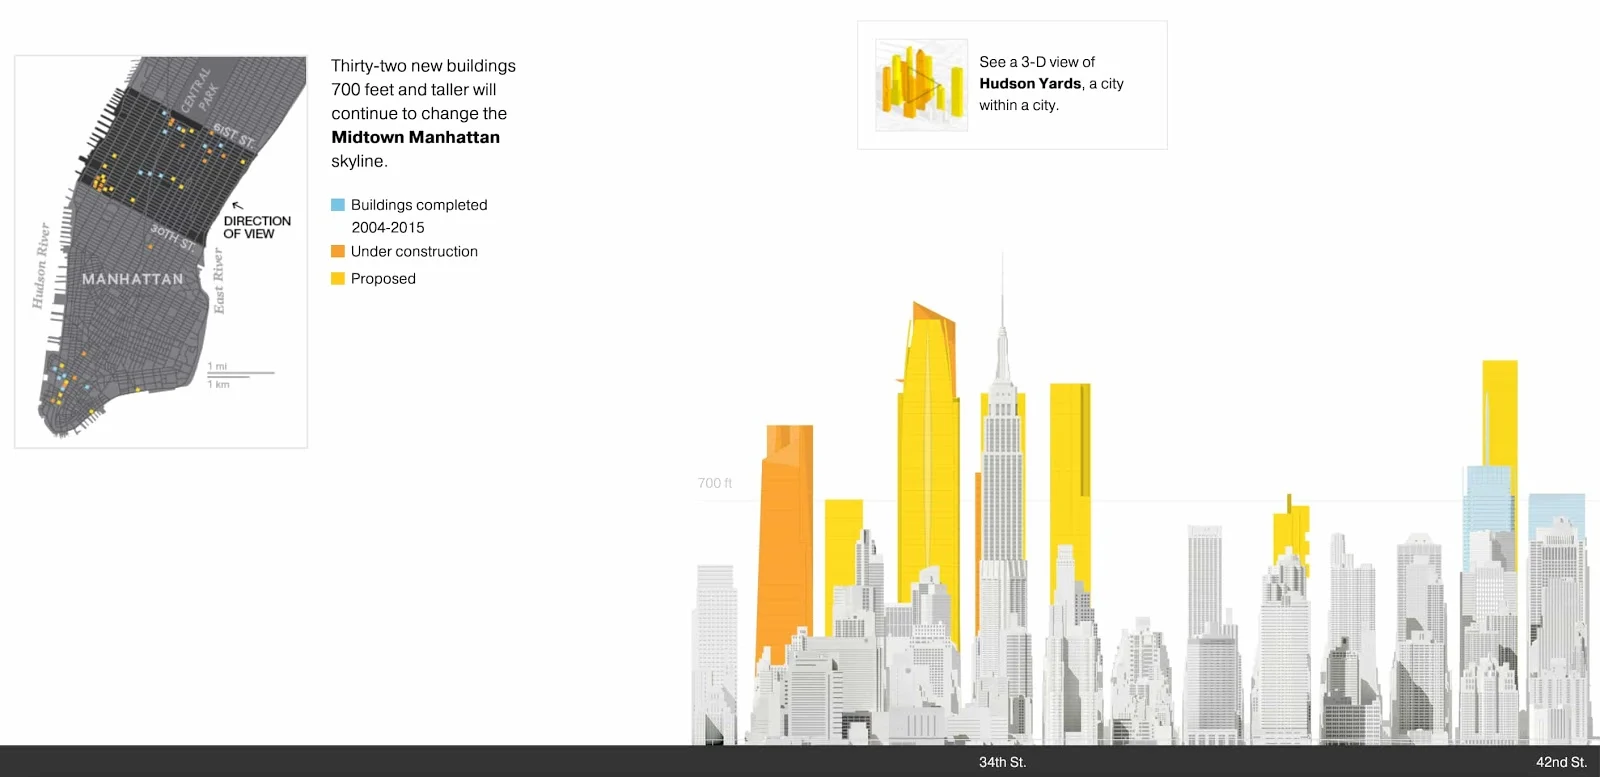 Thirty-two new buildings
700 feet and taller will
continue to change the
Midtown Manhattan
skyline.
Buildings completed
2004-2015
Under construction
Proposed
CENTRAL
PARK
61ST ST.
DIRECTION
OF VIEW
30TH ST.
Hudson River
MANHATTAN
East River
1 mi
1 km
See a 3-D view of
Hudson Yards, a city
within a city.
700 ft
34th St.
42nd St.